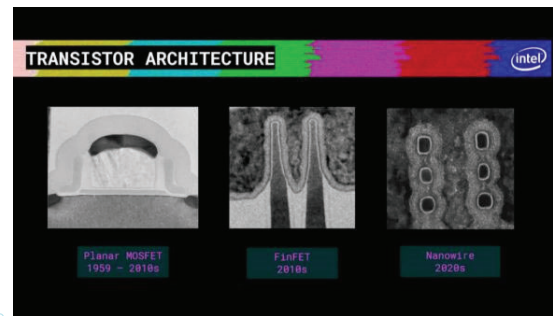 TRANSISTOR ARCHITECTURE
intel
Planar MOSFET
1959 – 2010s
FinFET
2010s
Nanowire
2020s